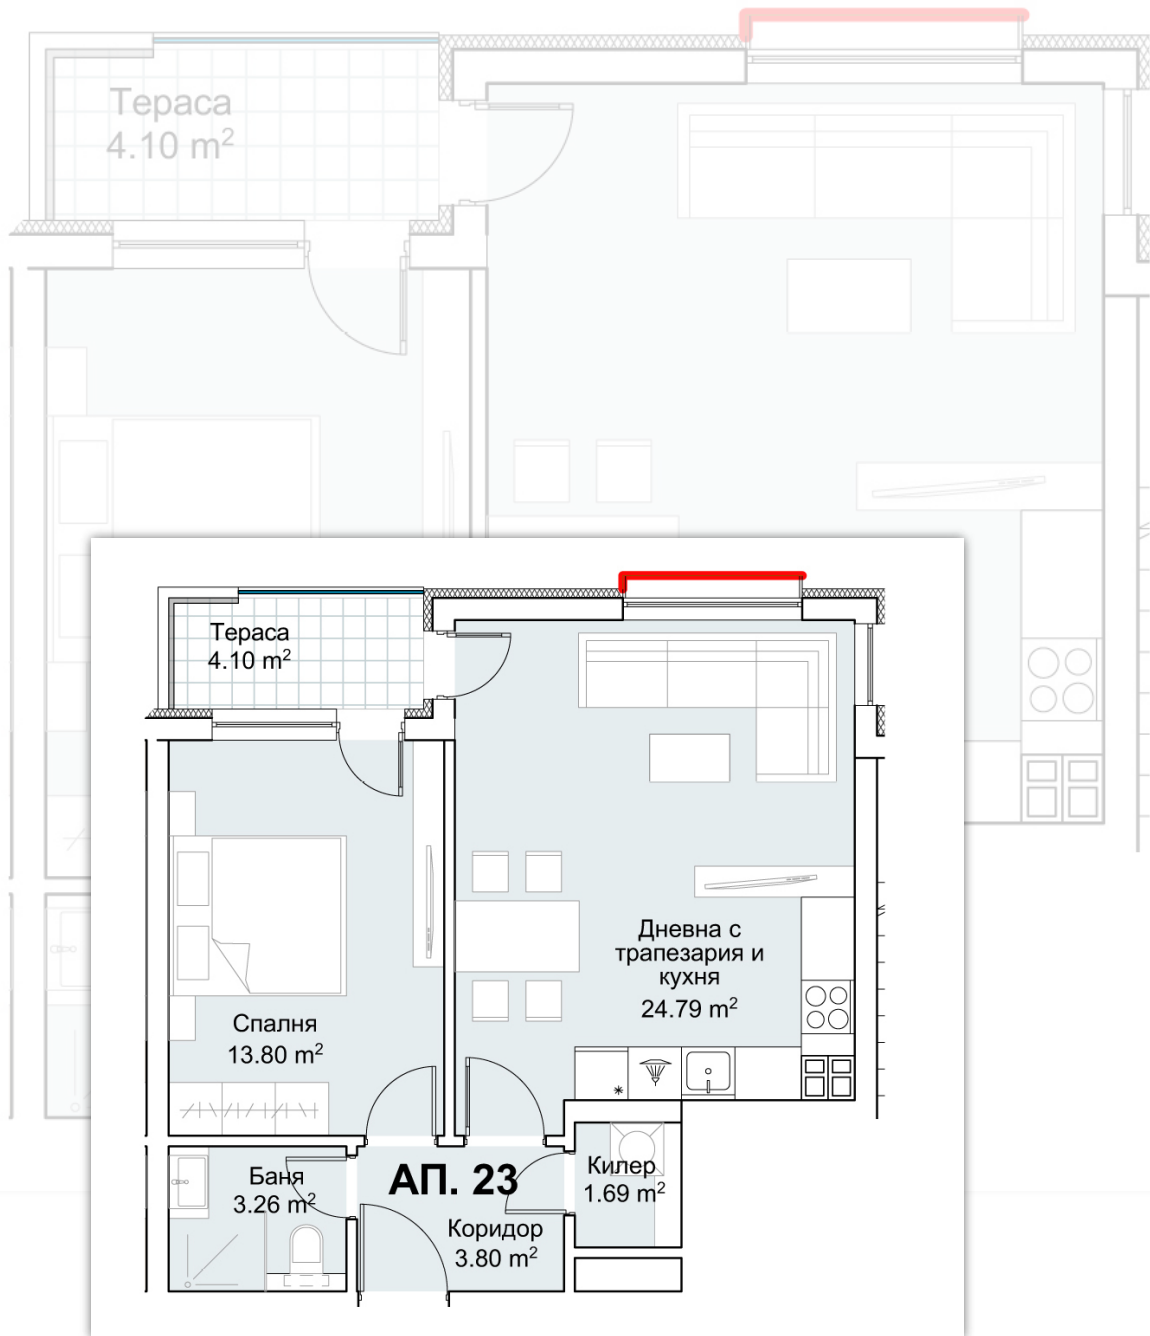 Тераса
4.10 m²
Тераса
4.10 m²
Дневна с
трапезария и
кухня
24.79 m²
Спалня
13.80 m²
Баня
3.26 m²
АП. 23
Килер
1.69 m²
Коридор
3.80 m²